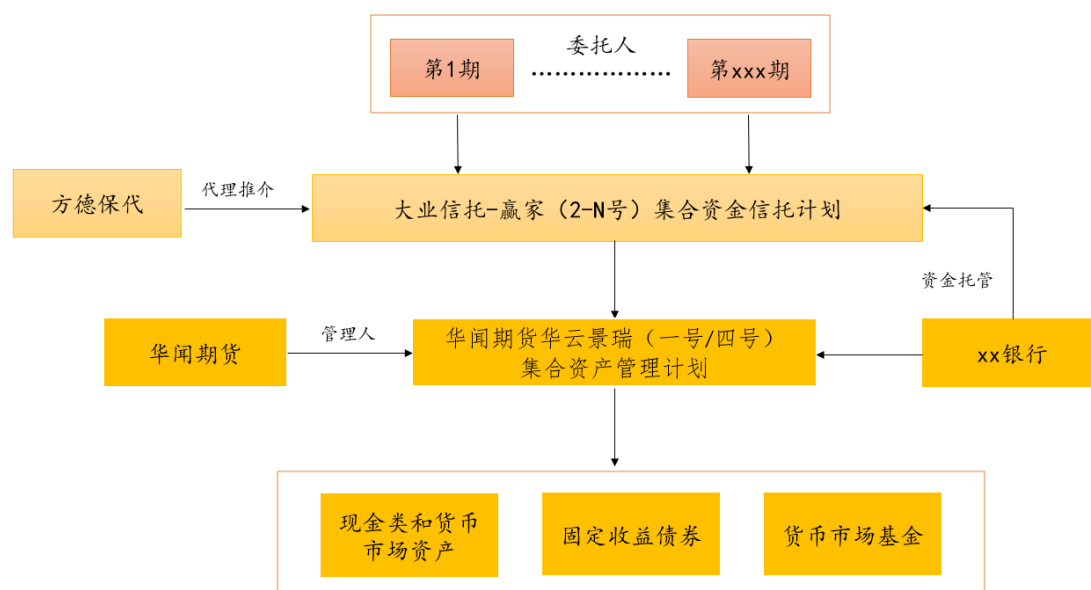 委托人
第1期
………………
第xxx期
方德保代
代理推介
大业信托-赢家（2-N号）集合资金信托计划
资金托管
华闻期货
管理人
华闻期货华云景瑞（一号/四号）
集合资产管理计划
xx银行
现金类和货币
市场资产
固定收益债券
货币市场基金